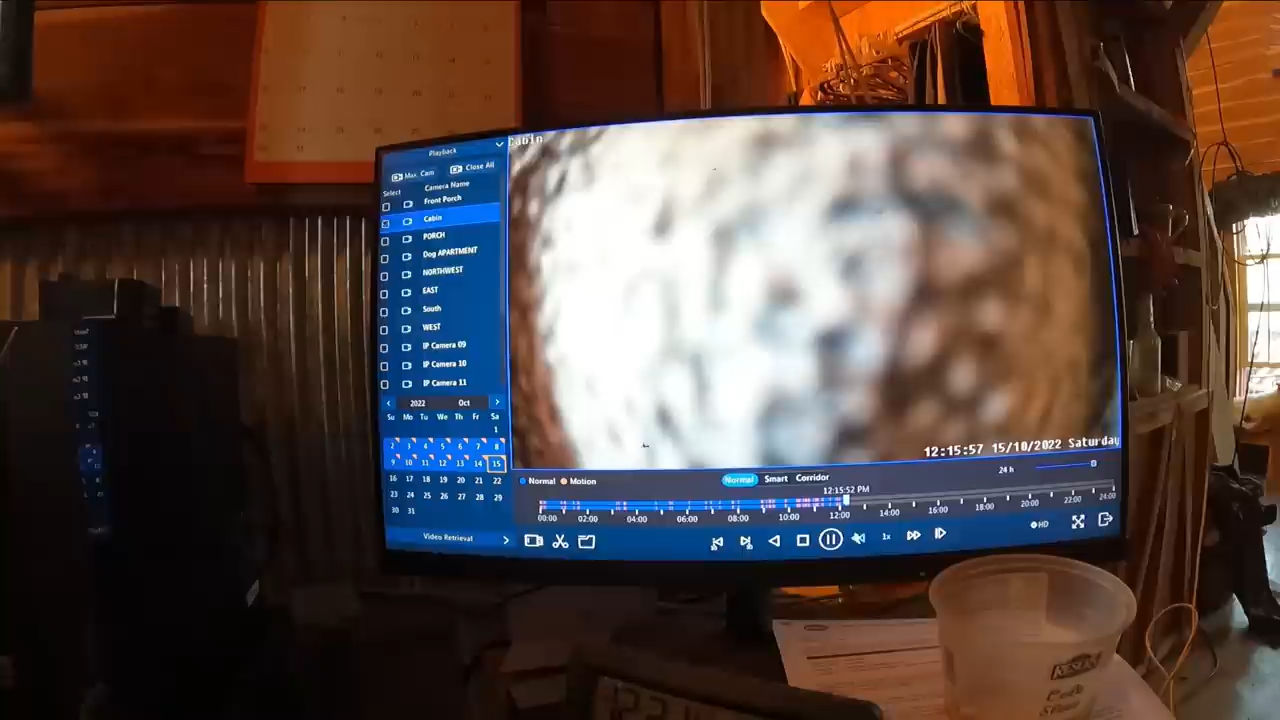 Playback
Cabin
Max. Cam Close All
Select Camera Name
Front Porch
Cabin
PORCH
Dog APARTMENT
NORTHWEST
EAST
South
WEST
IP Camera 09
IP Camera 10
IP Camera 11
2022 Oct
Su Mo Tu We Th Fr Sa
1
2 3 4 5 6 7 8
9 10 11 12 13 14 15
16 17 18 19 20 21 22
23 24 25 26 27 28 29
30 31
Video Retrieval
12:15:57 15/10/2022 Saturday
24 h
Normal Motion
Normal Smart Corridor
12:15:52 PM
00:00 02:00 04:00 06:00 08:00 10:00 12:00 14:00 16:00 18:00 20:00 22:00 24:00
30 30 1x
HD
RESER'S
Cole
Slaw